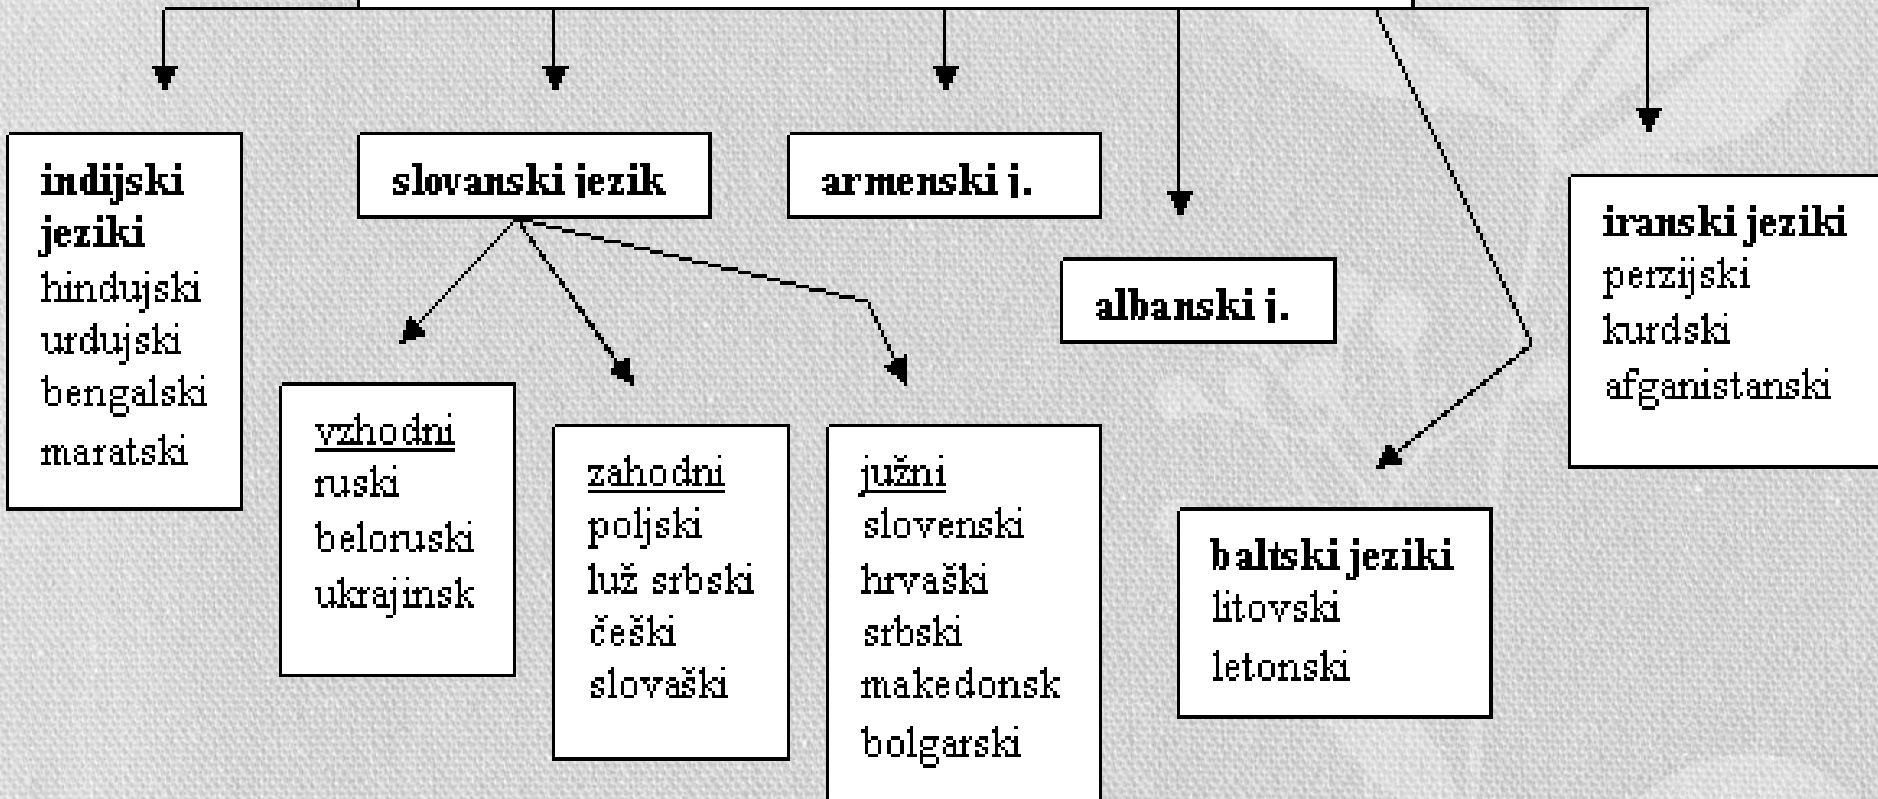 indijski
jeziki
hindujski
urdujski
bengalski
maratski
slovanski jezik
vzhodni
ruski
beloruski
ukrajinsk
zahodni
poljski
luž srbski
češki
slovaški
južni
slovenski
hrvaški
srbski
makedonsk
bolgarski
armenski j.
albanski j.
baltski jeziki
litovski
letonski
iranski jeziki
perzijski
kurdski
afganistanski